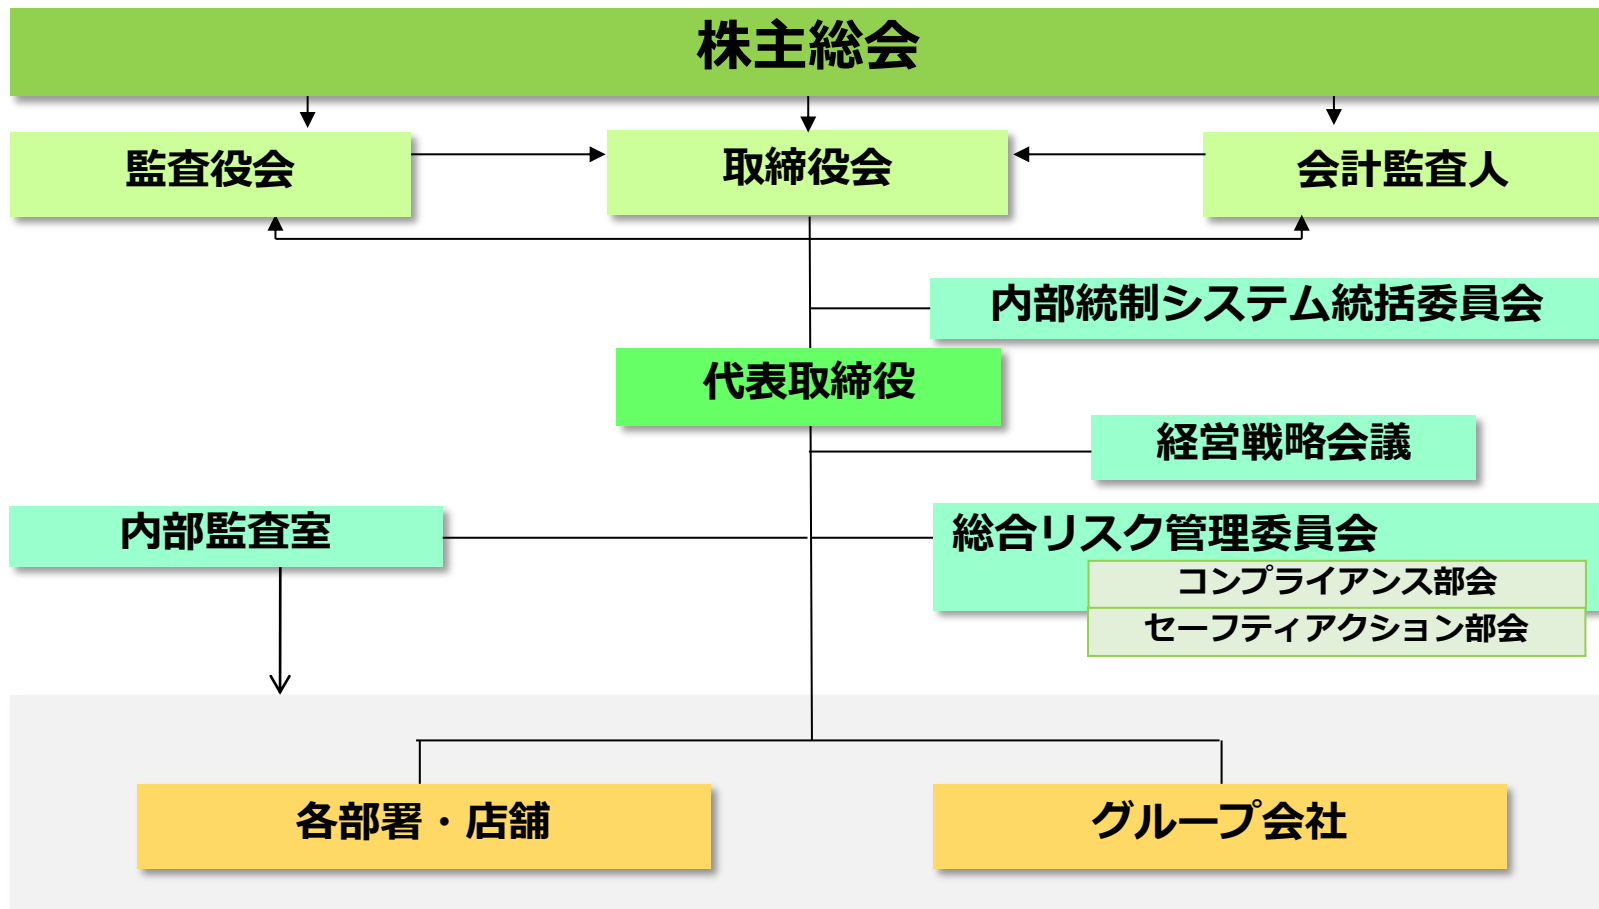 株主総会
監査役会
取締役会
会計監査人
内部統制システム統括委員会
代表取締役
経営戦略会議
内部監査室
総合リスク管理委員会
コンプライアンス部会
セーフティアクション部会
各部署・店舗
グループ会社